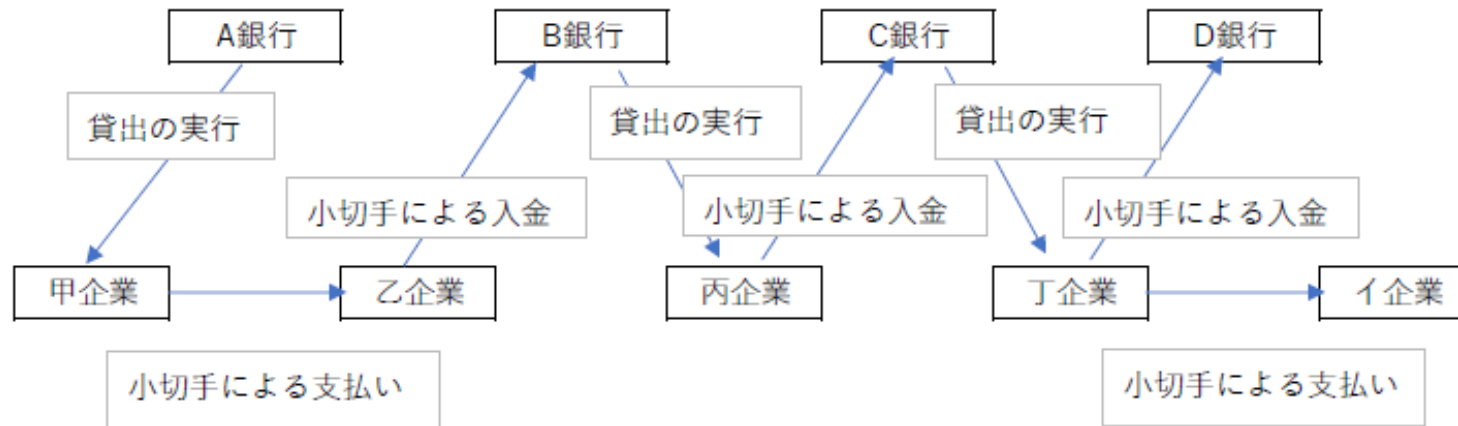 A銀行
B銀行
C銀行
D銀行
貸出の実行
貸出の実行
貸出の実行
小切手による入金
小切手による入金
小切手による入金
甲企業
乙企業
丙企業
丁企業
イ企業
小切手による支払い
小切手による支払い